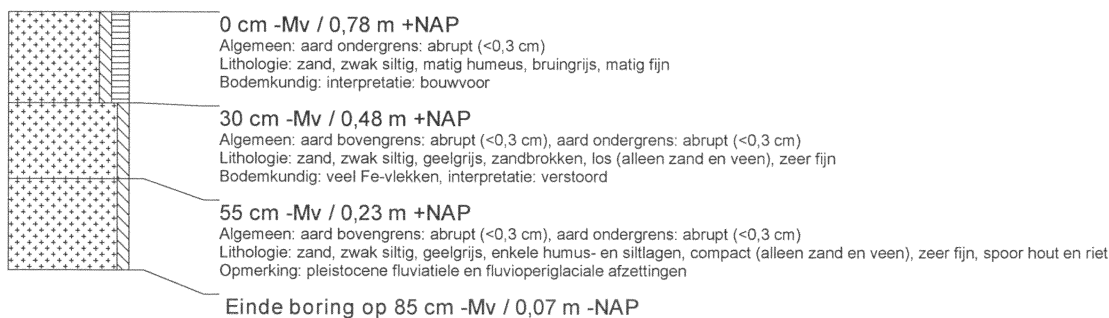 0 cm -Mv / 0,78 m +NAP
Algemeen: aard ondergrens: abrupt (<0,3 cm)
Lithologie: zand, zwak siltig, matig humeus, bruingrijs, matig fijn
Bodemkundig: interpretatie: bouwvoor
30 cm -Mv / 0,48 m +NAP
Algemeen: aard bovengrens: abrupt (<0,3 cm), aard ondergrens: abrupt (<0,3 cm)
Lithologie: zand, zwak siltig, geelgrijs, zandbrokken, los (alleen zand en veen), zeer fijn
Bodemkundig: veel Fe-vlekken, interpretatie: verstoord
55 cm -Mv / 0,23 m +NAP
Algemeen: aard bovengrens: abrupt (<0,3 cm), aard ondergrens: abrupt (<0,3 cm)
Lithologie: zand, zwak siltig, geelgrijs, enkele humus- en siltlagen, compact (alleen zand en veen), zeer fijn, spoor hout en riet
Opmerking: pleistocene fluviatiele en fluvioperiglaciale afzettingen
Einde boring op 85 cm -Mv / 0,07 m -NAP